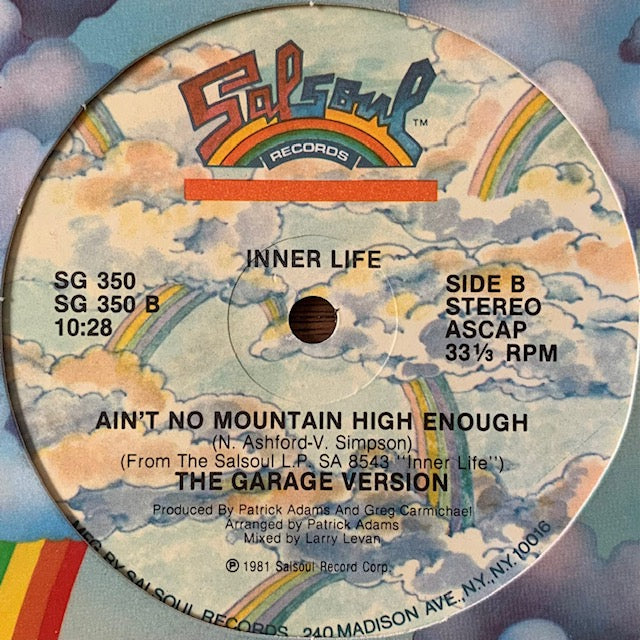 Salsoul ™
RECORDS
INNER LIFE
SG 350
SG 350 B
10:28
SIDE B
STEREO
ASCAP
33⅓ RPM
AIN'T NO MOUNTAIN HIGH ENOUGH
(N. Ashford-V. Simpson)
(From The Salsoul L.P. SA 8543 "Inner Life")
THE GARAGE VERSION
Produced By Patrick Adams And Greg Carmichael
Arranged by Patrick Adams
Mixed by Larry Levan
℗ 1981 Salsoul Record Corp.
MFG BY SALSOUL RECORDS 240 MADISON AVE., N.Y., N.Y. 10016